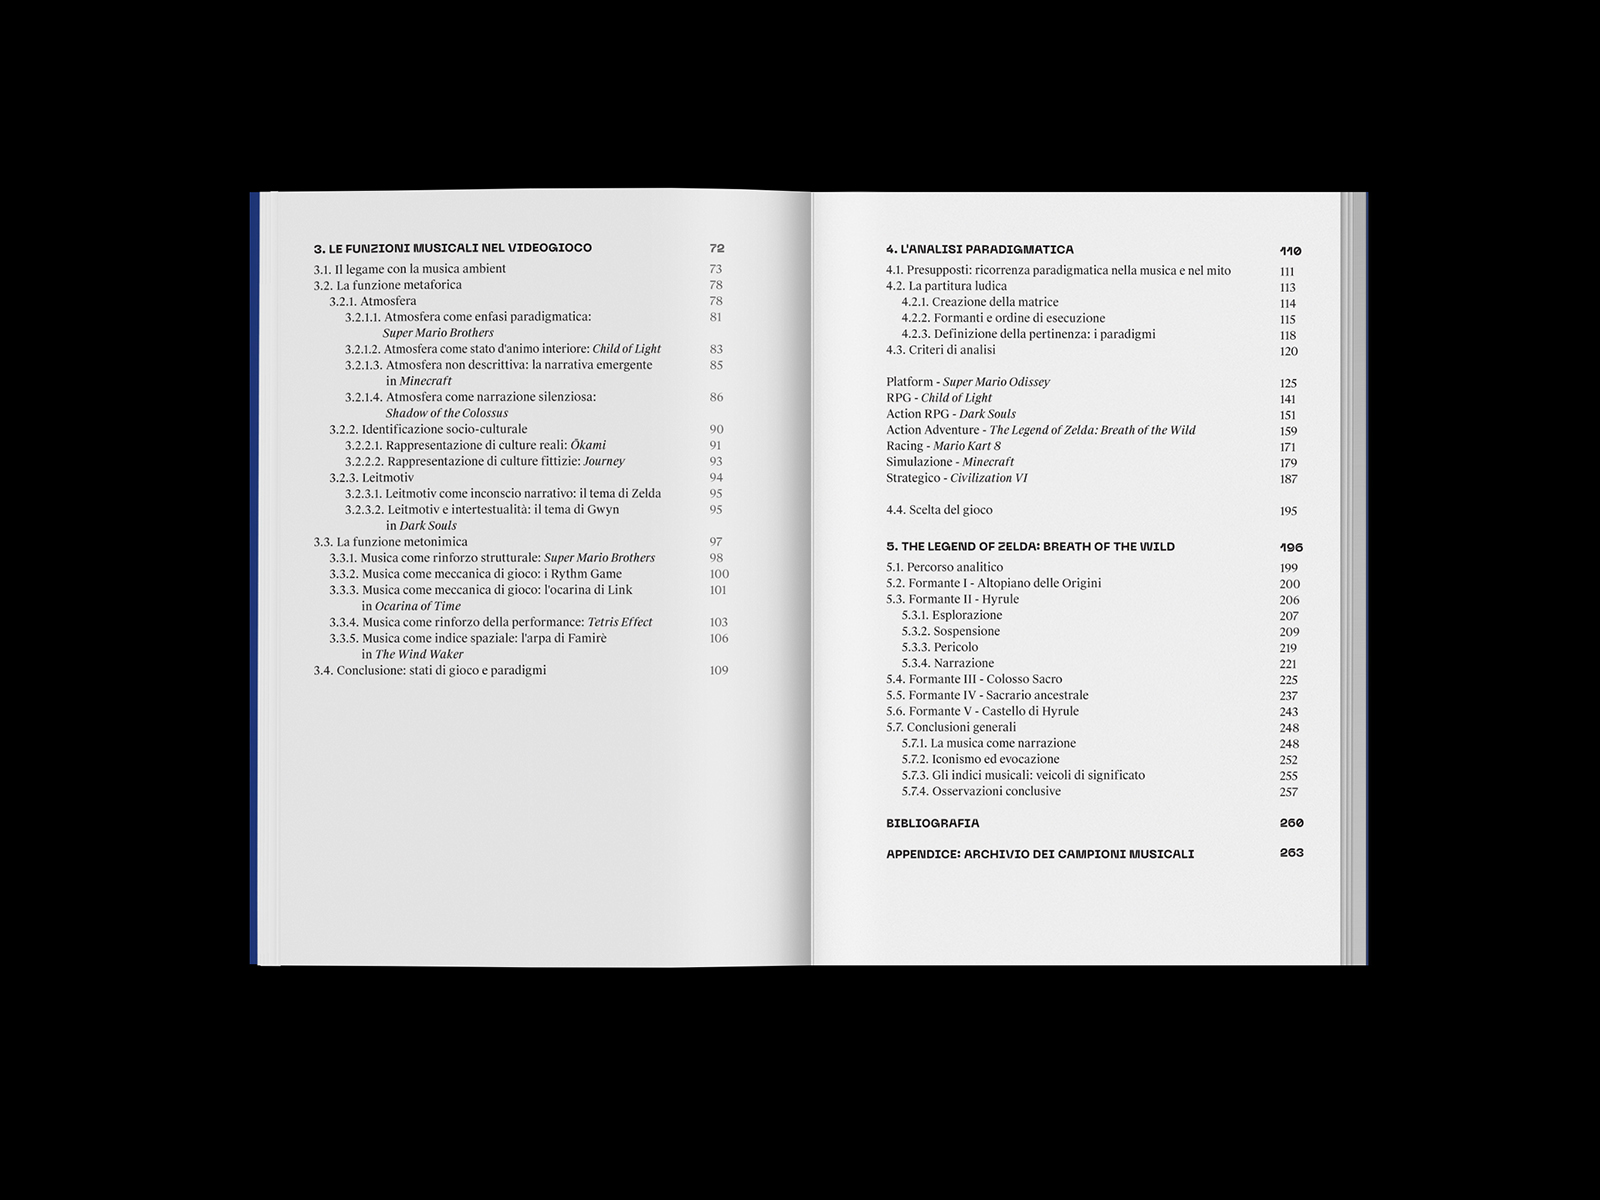 3. LE FUNZIONI MUSICALI NEL VIDEOGIOCO 72
3.1. Il legame con la musica ambient 73
3.2. La funzione metaforica 78
3.2.1. Atmosfera 78
3.2.1.1. Atmosfera come enfasi paradigmatica: 81
Super Mario Brothers
3.2.1.2. Atmosfera come stato d'animo interiore: Child of Light 83
3.2.1.3. Atmosfera non descrittiva: la narrativa emergente 85
in Minecraft
3.2.1.4. Atmosfera come narrazione silenziosa: 86
Shadow of the Colossus
3.2.2. Identificazione socio-culturale 90
3.2.2.1. Rappresentazione di culture reali: Ōkami 91
3.2.2.2. Rappresentazione di culture fittizie: Journey 93
3.2.3. Leitmotiv 94
3.2.3.1. Leitmotiv come inconscio narrativo: il tema di Zelda 95
3.2.3.2. Leitmotiv e intertestualità: il tema di Gwyn 95
in Dark Souls
3.3. La funzione metonimica 97
3.3.1. Musica come rinforzo strutturale: Super Mario Brothers 98
3.3.2. Musica come meccanica di gioco: i Rythm Game 100
3.3.3. Musica come meccanica di gioco: l'ocarina di Link 101
in Ocarina of Time
3.3.4. Musica come rinforzo della performance: Tetris Effect 103
3.3.5. Musica come indice spaziale: l'arpa di Famirè 106
in The Wind Waker
3.4. Conclusione: stati di gioco e paradigmi 109
4. L'ANALISI PARADIGMATICA 110
4.1. Presupposti: ricorrenza paradigmatica nella musica e nel mito 111
4.2. La partitura ludica 113
4.2.1. Creazione della matrice 114
4.2.2. Formanti e ordine di esecuzione 115
4.2.3. Definizione della pertinenza: i paradigmi 118
4.3. Criteri di analisi 120
Platform - Super Mario Odissey 125
RPG - Child of Light 141
Action RPG - Dark Souls 151
Action Adventure - The Legend of Zelda: Breath of the Wild 159
Racing - Mario Kart 8 171
Simulazione - Minecraft 179
Strategico - Civilization VI 187
4.4. Scelta del gioco 195
5. THE LEGEND OF ZELDA: BREATH OF THE WILD 196
5.1. Percorso analitico 199
5.2. Formante I - Altopiano delle Origini 200
5.3. Formante II - Hyrule 206
5.3.1. Esplorazione 207
5.3.2. Sospensione 209
5.3.3. Pericolo 219
5.3.4. Narrazione 221
5.4. Formante III - Colosso Sacro 225
5.5. Formante IV - Sacrario ancestrale 237
5.6. Formante V - Castello di Hyrule 243
5.7. Conclusioni generali 248
5.7.1. La musica come narrazione 248
5.7.2. Iconismo ed evocazione 252
5.7.3. Gli indici musicali: veicoli di significato 255
5.7.4. Osservazioni conclusive 257
BIBLIOGRAFIA 260
APPENDICE: ARCHIVIO DEI CAMPIONI MUSICALI 263